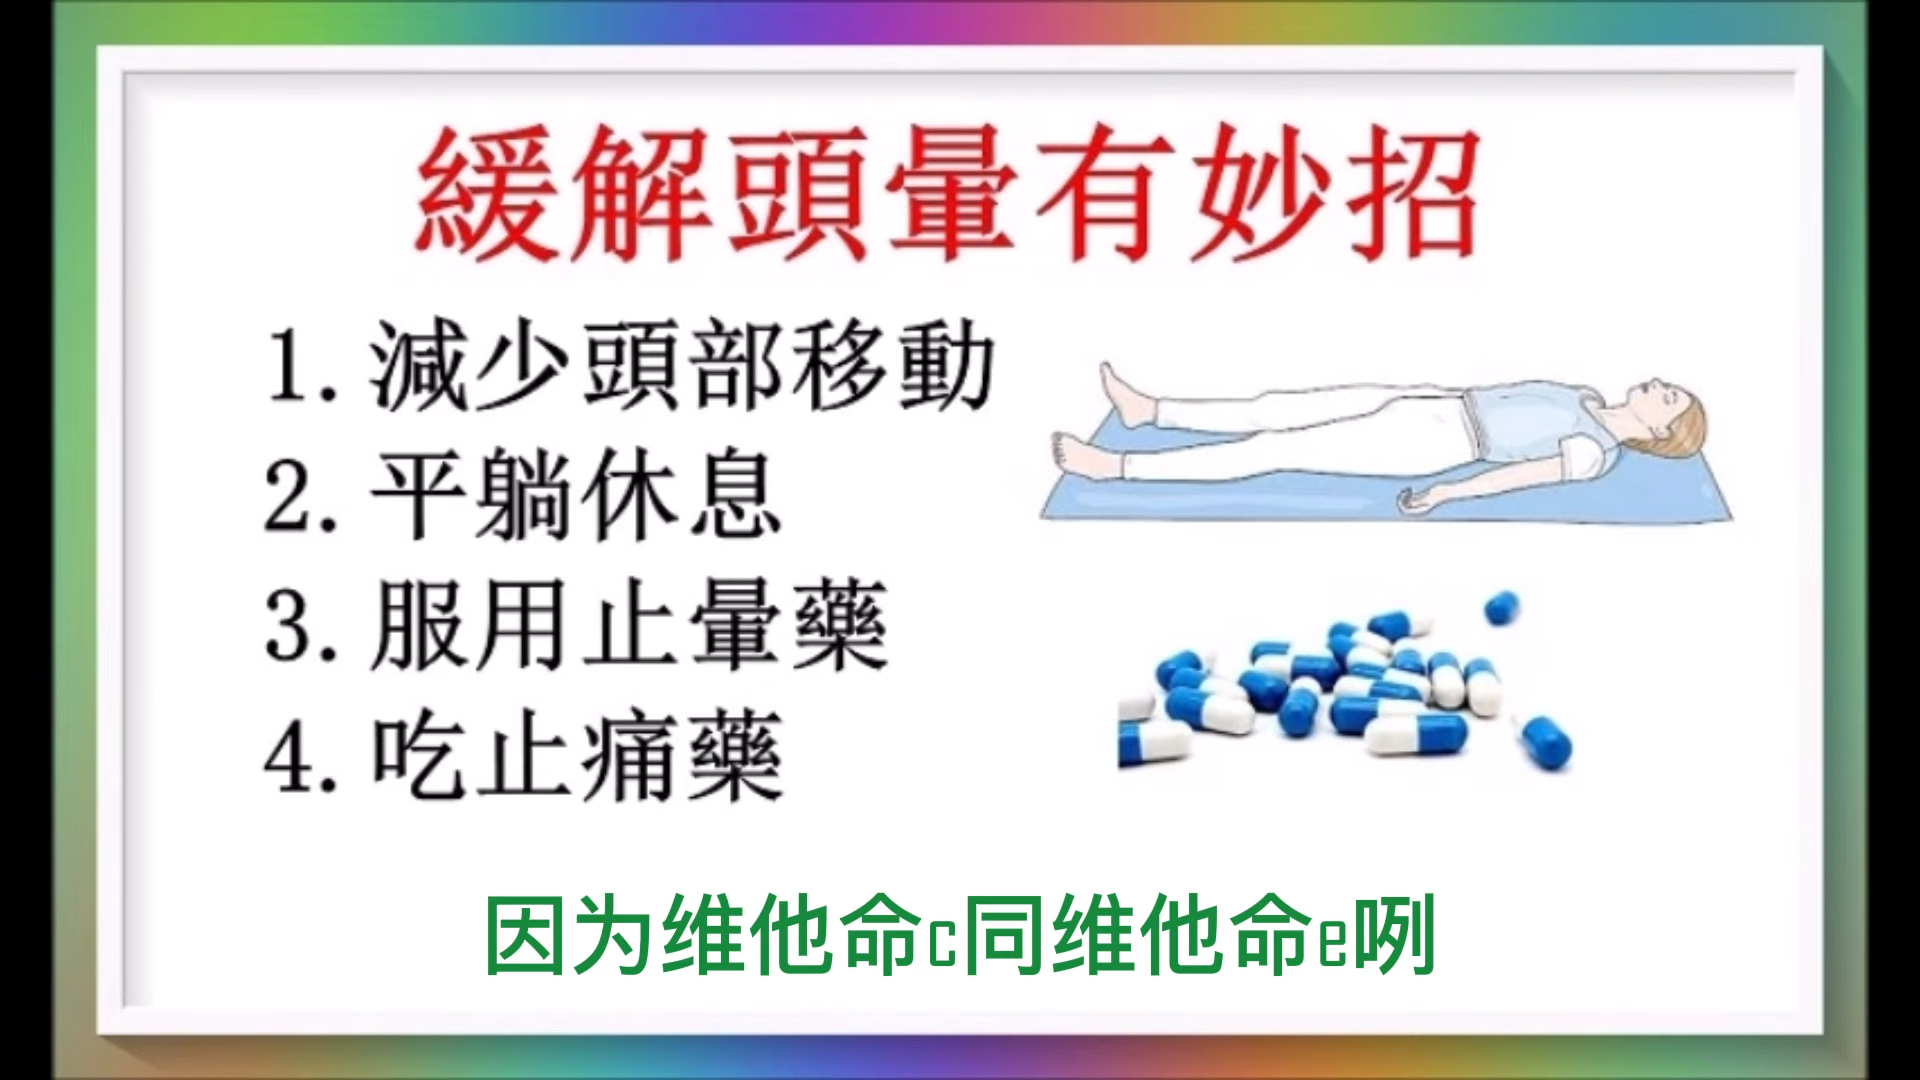 緩解頭暈有妙招
1.減少頭部移動
2.平躺休息
3.服用止暈藥
4.吃止痛藥
因为维他命c同维他命e咧